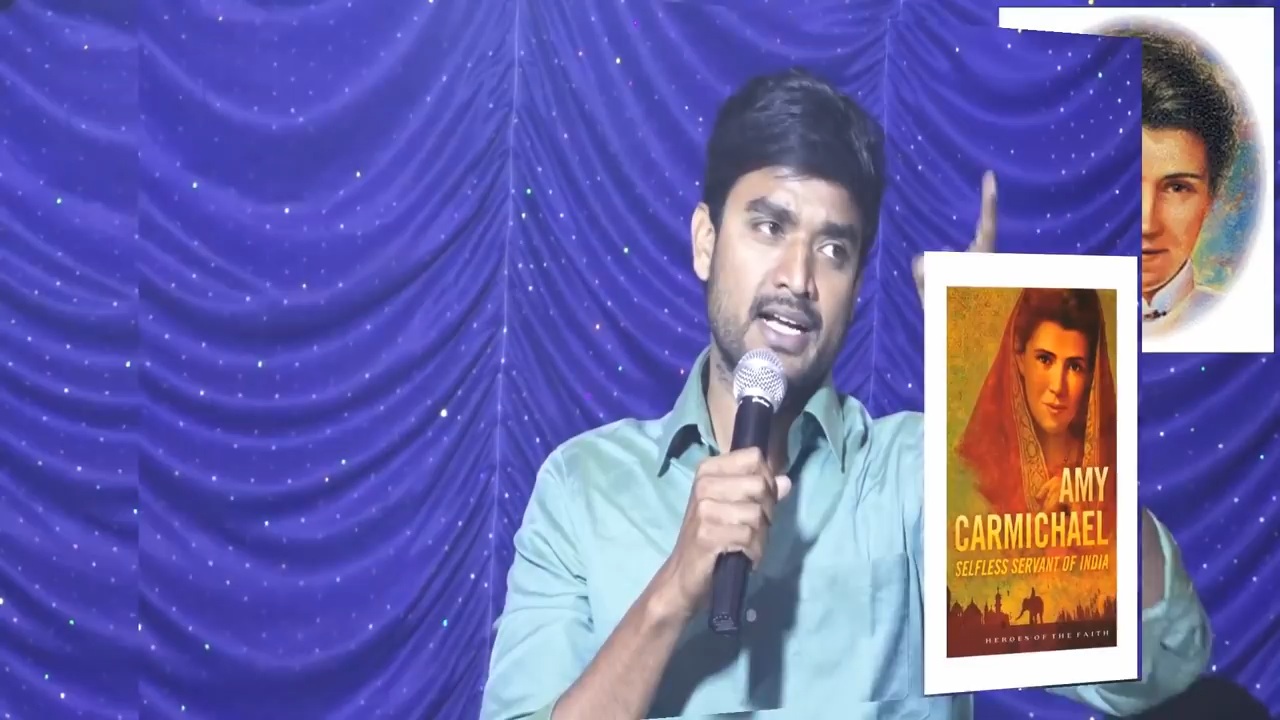 AMY
CARMICHAEL
SELFLESS SERVANT OF INDIA
HEROES OF THE FAITH